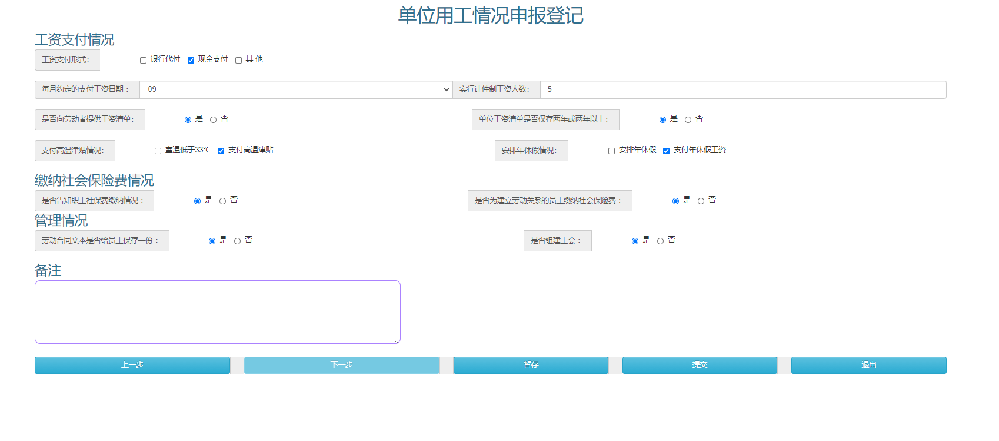 单位用工情况申报登记
工资支付情况
工资支付形式: 银行代付 现金支付 其 他
每月约定的支付工资日期： 09 实行计件制工资人数: 5
是否向劳动者提供工资清单: 是 否 单位工资清单是否保存两年或两年以上: 是 否
支付高温津贴情况: 室温低于33℃ 支付高温津贴 安排年休假情况: 安排年休假 支付年休假工资
缴纳社会保险费情况
是否告知职工社保费缴纳情况： 是 否 是否为建立劳动关系的员工缴纳社会保险费： 是 否
管理情况
劳动合同文本是否给员工保存一份： 是 否 是否组建工会： 是 否
备注
上一步 下一步 暂存 提交 退出